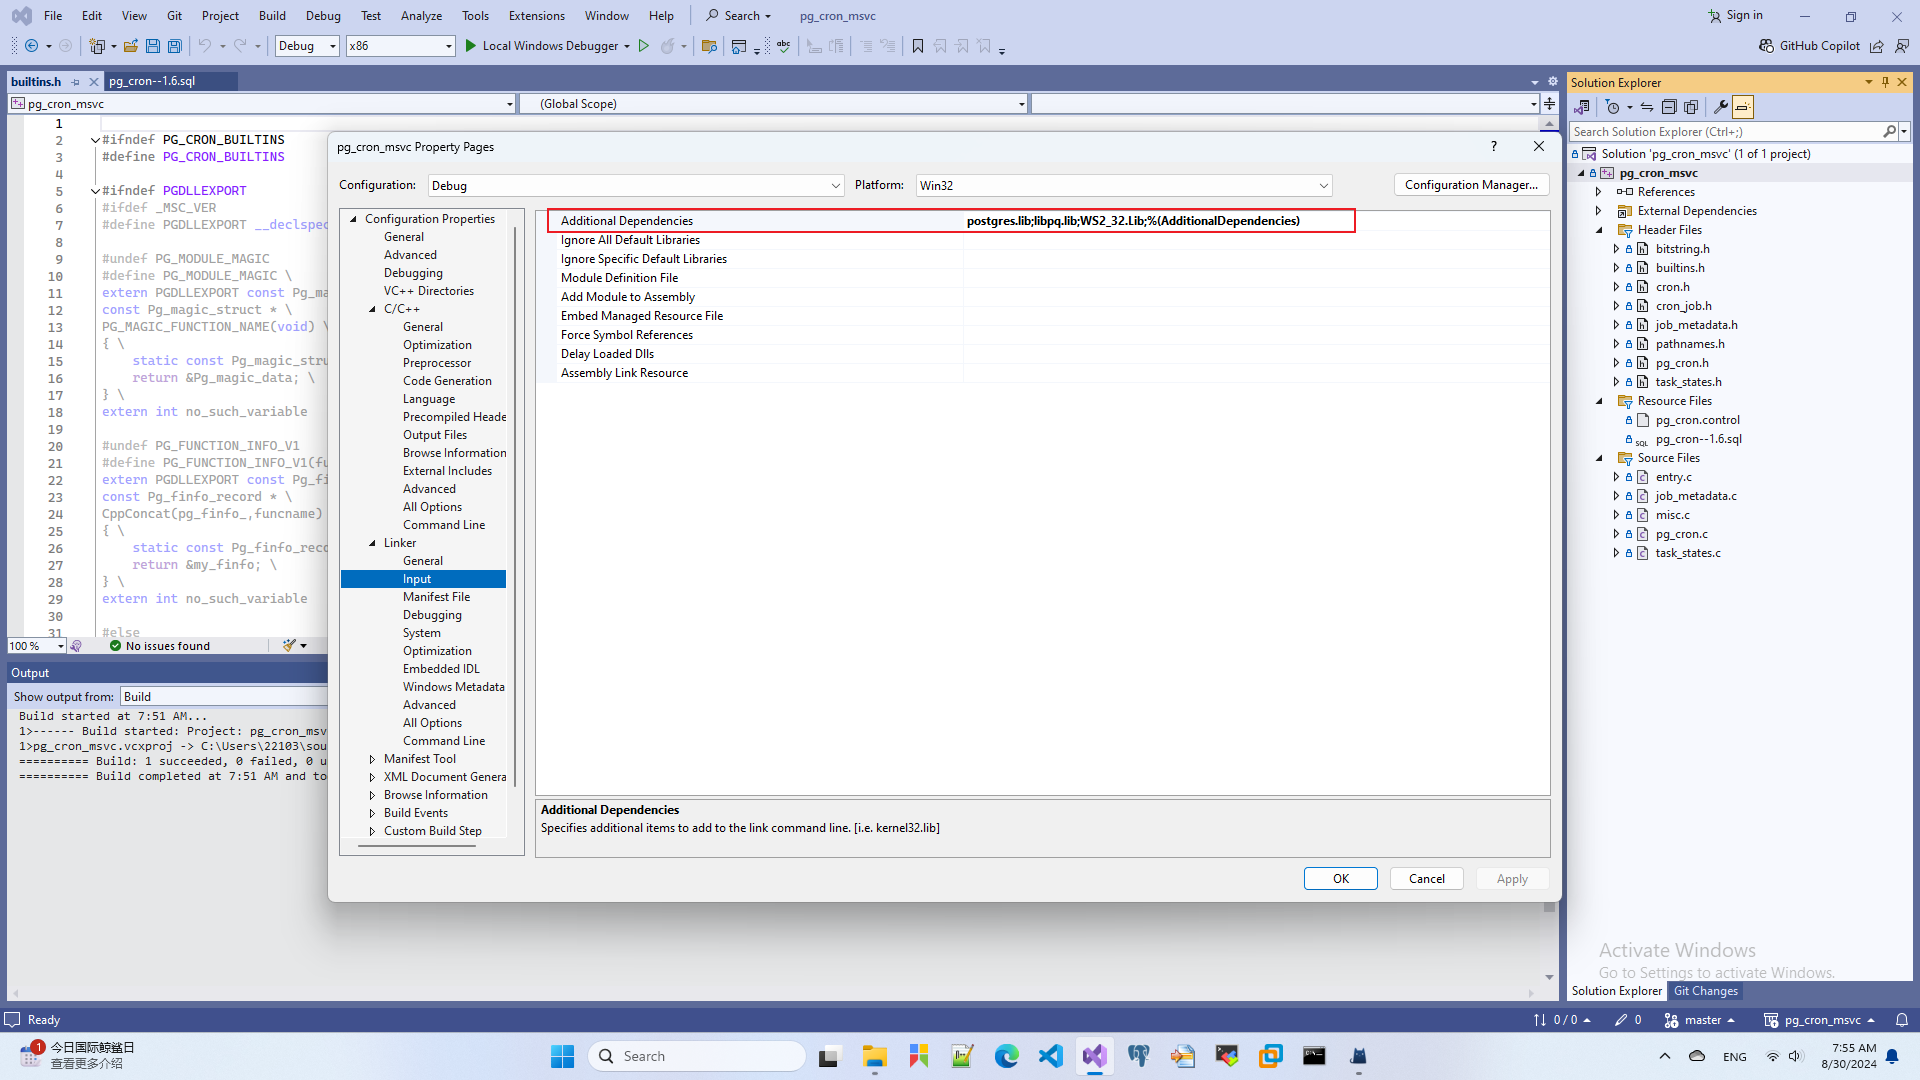 File Edit View Git Project Build Debug Test Analyze Tools Extensions Window Help Search pg_cron_msvc Sign in
Debug x86 Local Windows Debugger GitHub Copilot
builtins.h pg_cron--1.6.sql
pg_cron_msvc (Global Scope)
1
2 #ifndef PG_CRON_BUILTINS
3 #define PG_CRON_BUILTINS
4
5 #ifndef PGDLLEXPORT
6 #ifdef _MSC_VER
7 #define PGDLLEXPORT __declspec
8
9 #undef PG_MODULE_MAGIC
10 #define PG_MODULE_MAGIC \
11 extern PGDLLEXPORT const Pg_ma
12 const Pg_magic_struct * \
13 PG_MAGIC_FUNCTION_NAME(void) \
14 { \
15 static const Pg_magic_stru
16 return &Pg_magic_data; \
17 } \
18 extern int no_such_variable
19
20 #undef PG_FUNCTION_INFO_V1
21 #define PG_FUNCTION_INFO_V1(fu
22 extern PGDLLEXPORT const Pg_fi
23 const Pg_finfo_record * \
24 CppConcat(pg_finfo_,funcname)
25 { \
26 static const Pg_finfo_reco
27 return &my_finfo; \
28 } \
29 extern int no_such_variable
30
31 #else
100 % No issues found
Output
Show output from: Build
Build started at 7:51 AM...
1>------ Build started: Project: pg_cron_msv
1>pg_cron_msvc.vcxproj -> C:\Users\22103\sou
========== Build: 1 succeeded, 0 failed, 0 u
========== Build completed at 7:51 AM and to
pg_cron_msvc Property Pages ?
Configuration: Debug Platform: Win32 Configuration Manager...
Configuration Properties
General
Advanced
Debugging
VC++ Directories
C/C++
General
Optimization
Preprocessor
Code Generation
Language
Precompiled Heade
Output Files
Browse Information
External Includes
Advanced
All Options
Command Line
Linker
General
Input
Manifest File
Debugging
System
Optimization
Embedded IDL
Windows Metadata
Advanced
All Options
Command Line
Manifest Tool
XML Document Genera
Browse Information
Build Events
Custom Build Step
Additional Dependencies postgres.lib;libpq.lib;WS2_32.Lib;%(AdditionalDependencies)
Ignore All Default Libraries
Ignore Specific Default Libraries
Module Definition File
Add Module to Assembly
Embed Managed Resource File
Force Symbol References
Delay Loaded Dlls
Assembly Link Resource
Additional Dependencies
Specifies additional items to add to the link command line. [i.e. kernel32.lib]
OK Cancel Apply
Solution Explorer
Search Solution Explorer (Ctrl+;)
Solution 'pg_cron_msvc' (1 of 1 project)
pg_cron_msvc
References
External Dependencies
Header Files
bitstring.h
builtins.h
cron.h
cron_job.h
job_metadata.h
pathnames.h
pg_cron.h
task_states.h
Resource Files
pg_cron.control
pg_cron--1.6.sql
Source Files
entry.c
job_metadata.c
misc.c
pg_cron.c
task_states.c
Activate Windows
Go to Settings to activate Windows.
Solution Explorer Git Changes
Ready 0 / 0 0 master pg_cron_msvc
1 今日国际鲸鲨日
查看更多介绍
Search
ENG
7:55 AM
8/30/2024